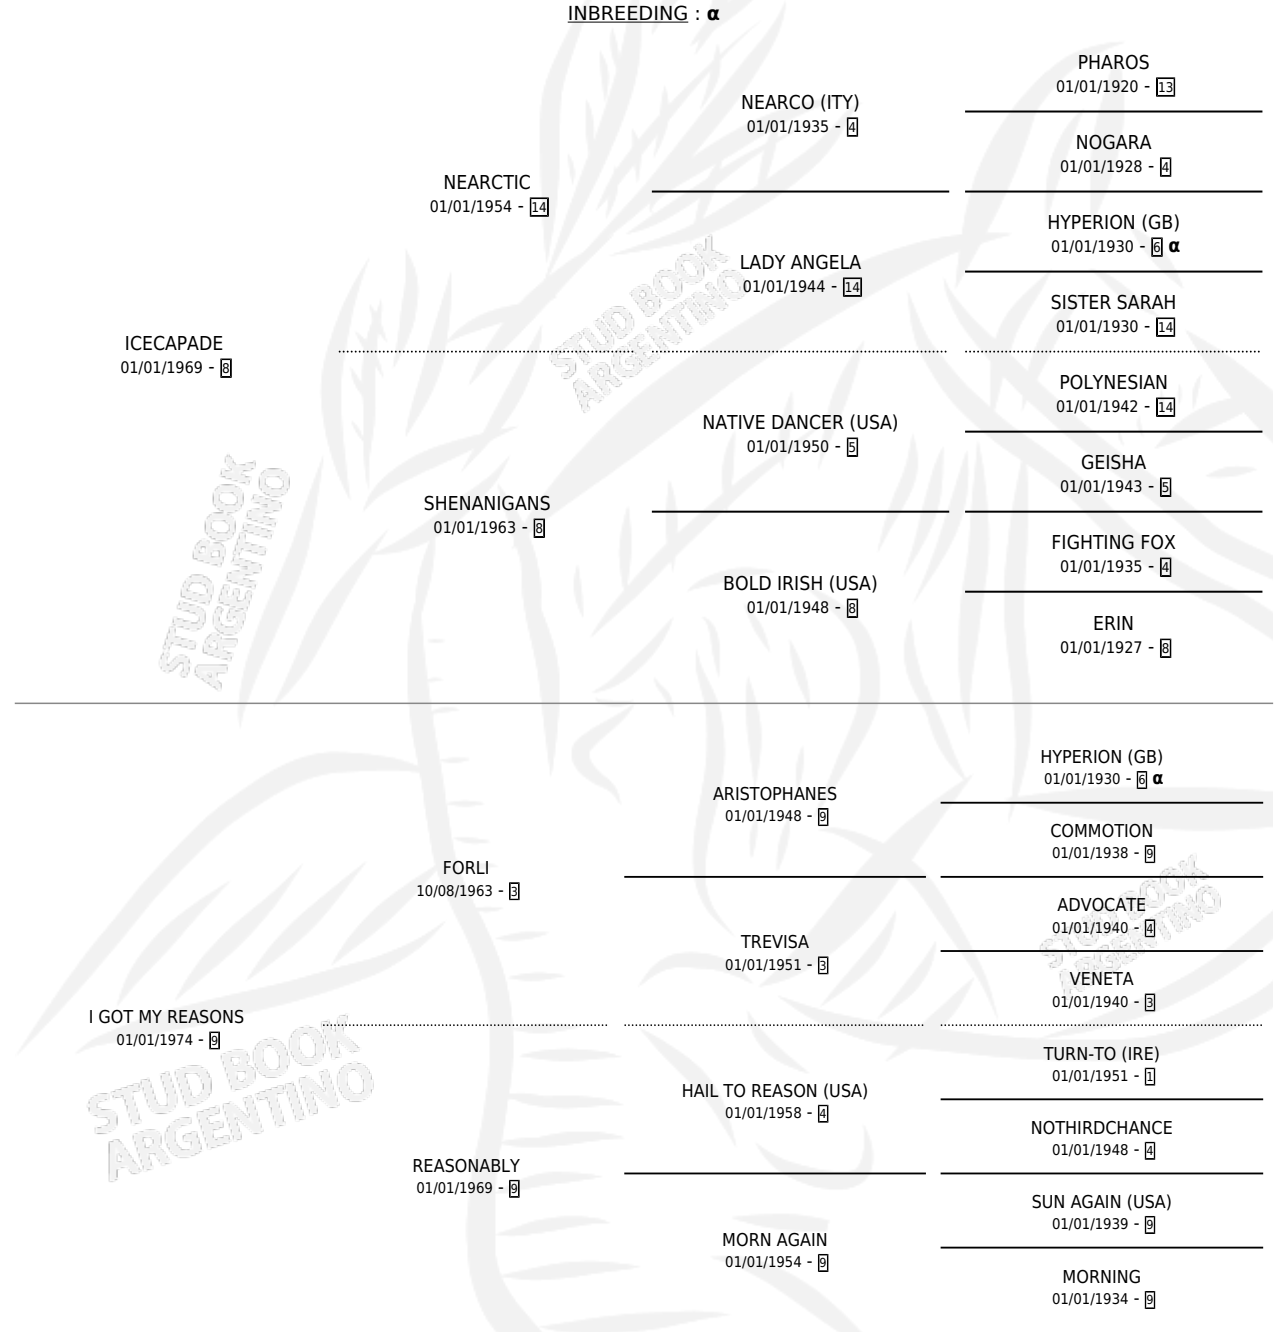 INBREEDING : α
PHAROS
01/01/1920 - 13
NEARCO (ITY)
01/01/1935 - 4
NOGARA
01/01/1928 - 4
NEARCTIC
01/01/1954 - 14
HYPERION (GB)
01/01/1930 - 6 α
LADY ANGELA
01/01/1944 - 14
SISTER SARAH
01/01/1930 - 14
ICECAPADE
01/01/1969 - 8
POLYNESIAN
01/01/1942 - 14
NATIVE DANCER (USA)
01/01/1950 - 5
GEISHA
01/01/1943 - 5
SHENANIGANS
01/01/1963 - 8
FIGHTING FOX
01/01/1935 - 4
BOLD IRISH (USA)
01/01/1948 - 8
ERIN
01/01/1927 - 8
HYPERION (GB)
01/01/1930 - 6 α
ARISTOPHANES
01/01/1948 - 9
COMMOTION
01/01/1938 - 9
FORLI
10/08/1963 - 3
ADVOCATE
01/01/1940 - 4
TREVISA
01/01/1951 - 3
VENETA
01/01/1940 - 3
I GOT MY REASONS
01/01/1974 - 9
TURN-TO (IRE)
01/01/1951 - 1
HAIL TO REASON (USA)
01/01/1958 - 4
NOTHIRDCHANCE
01/01/1948 - 4
REASONABLY
01/01/1969 - 9
SUN AGAIN (USA)
01/01/1939 - 9
MORN AGAIN
01/01/1954 - 9
MORNING
01/01/1934 - 9
STUD BOOK
ARGENTINO
STUD BOOK
ARGENTINO
STUD BOOK
ARGENTINO
STUD BOOK
ARGENTINO